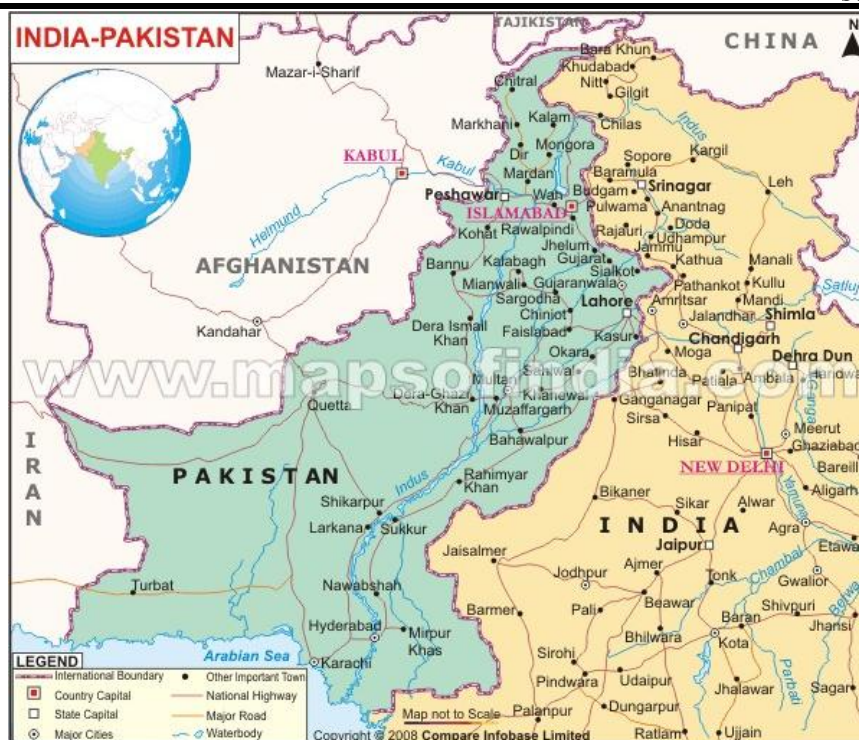 INDIA-PAKISTAN
TAJIKISTAN
CHINA
N
Mazar-i-Sharif
Bara Khun
Khudabad
Nitt
Gilgit
Chitral
Markhani
Kalam
Chilas
Indus
Dir
Mongora
Sopore
Kargil
KABUL
Kabul
Mardan
Baramula
Srinagar
Leh
Peshawar
Wah
Budgam
ISLAMABAD
Pulwama
Anantnag
Helmund
Kohat
Rawalpindi
Rajauri
Doda
Udhampur
Jhelum
Jammu
AFGHANISTAN
Bannu
Kalabagh
Gujarat
Kathua
Manali
Mianwali
Sialkot
Gujaranwala
Pathankot
Kullu
Satluj
Sargodha
Lahore
Amritsar
Mandi
Chiniot
Jalandhar
Shimla
Kandahar
Dera Ismail
Khan
Faislabad
Kasur
Chandigarh
Okara
Moga
Dehra Dun
www.mapsofindia.com
Sahiwal
Bhatinda
Patiala
Ambala
Multan
Quetta
Dera-Ghazi
Khan
Khanewal
Ganganagar
Ganga
Muzaffargarh
Sirsa
Panipat
Meerut
Bahawalpur
Hisar
Ghaziabad
IRAN
NEW DELHI
PAKISTAN
Indus
Rahimyar
Khan
Bareill
Yamuna
Bikaner
Sikar
Alwar
Aligarh
Shikarpur
Larkana
Sukkur
INDIA
Agra
Jaipur
Etawa
Jaisalmer
Chambal
Turbat
Nawabshah
Jodhpur
Ajmer
Tonk
Gwalior
Barmer
Pali
Beawar
Shivpuri
Betwa
Hyderabad
Mirpur
Khas
Bhilwara
Baran
Jhansi
Kota
Arabian Sea
Karachi
Sirohi
Pindwara
Udaipur
Jhalawar
Parbati
Sagar
Dungarpur
Palanpur
Ratlam
Ujjain
LEGEND
International Boundary
Other Important Town
Country Capital
National Highway
State Capital
Major Road
Major Cities
Waterbody
Map not to Scale
Copyright © 2008 Compare Infobase Limited